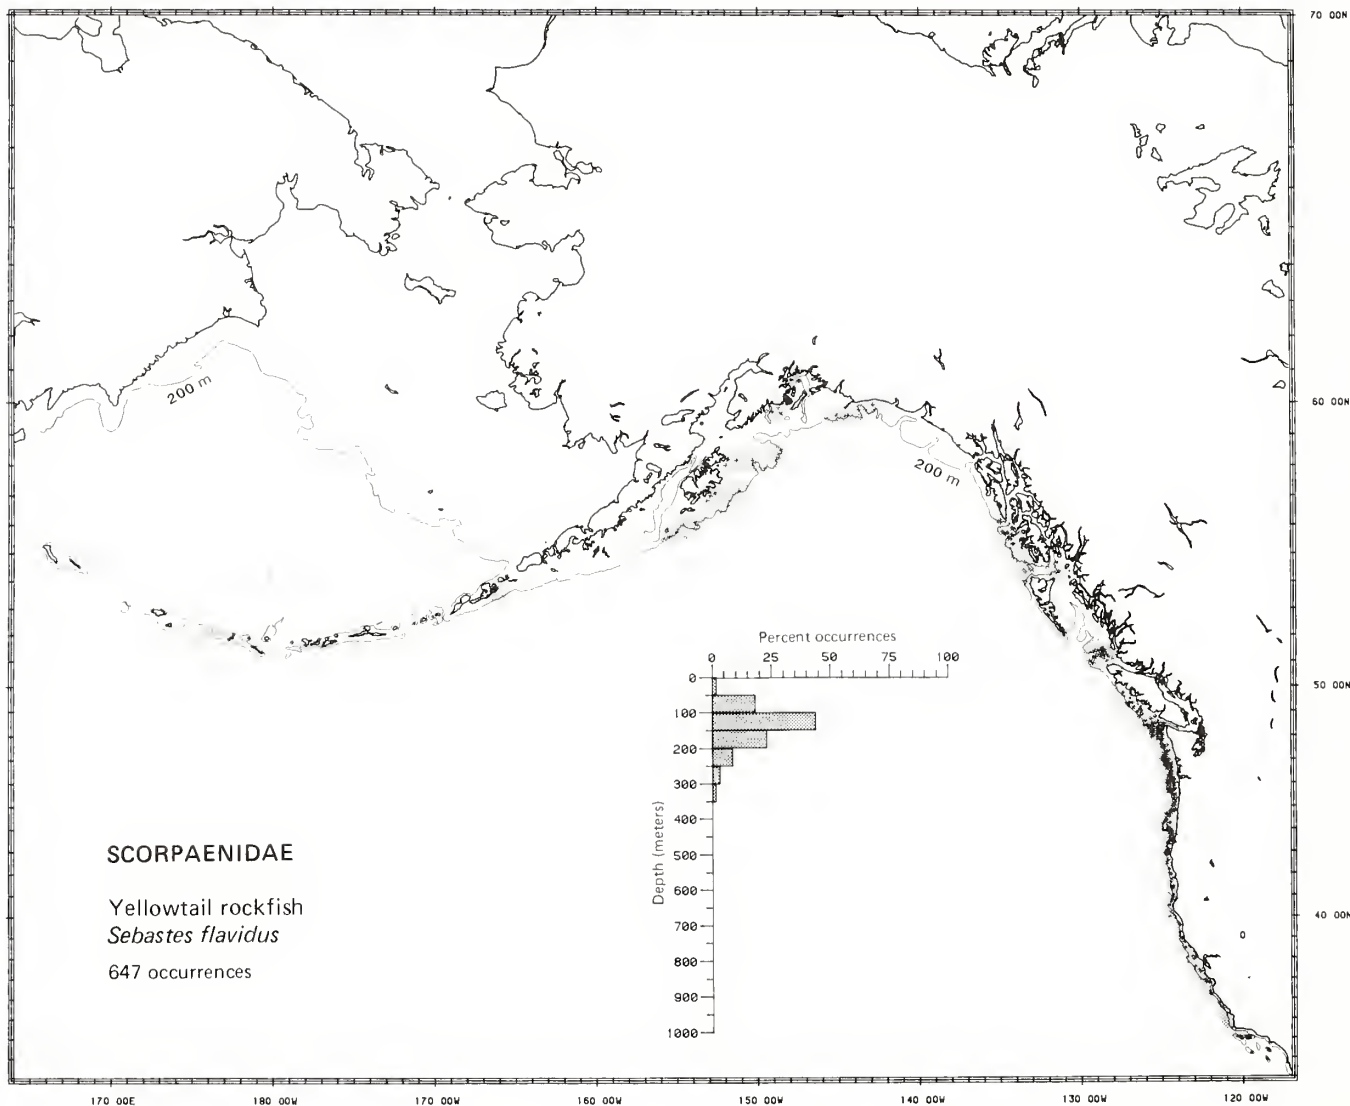 70 00N
200 m
60 00N
200 m
Percent occurrences
0 25 50 75 100
50 00N
0
100
200
300
400
500
600
700
800
900
1000
Depth (meters)
40 00N
SCORPAENIDAE
Yellowtail rockfish
Sebastes flavidus
647 occurrences
170 00E 180 00W 170 00W 160 00W 150 00W 140 00W 130 00W 120 00W